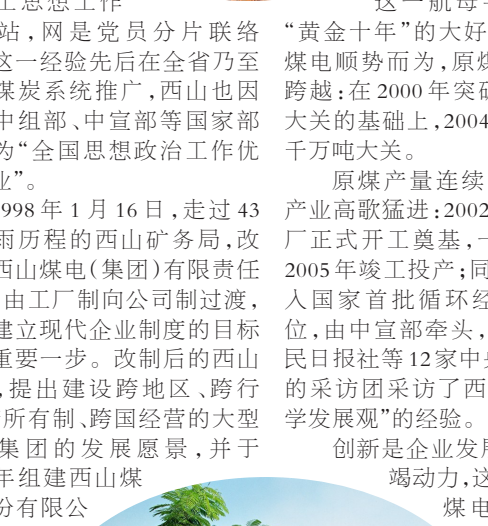 工思想工作
站，网是党员分片联络
这一经验先后在全省乃至
煤炭系统推广，西山也因
中组部、中宣部等国家部
为“全国思想政治工作优
业”。
998年1月16日，走过43
雨历程的西山矿务局，改
西山煤电（集团）有限责任
由工厂制向公司制过渡，
建立现代企业制度的目标
重要一步。改制后的西山
，提出建设跨地区、跨行
所有制、跨国经营的大型
集团的发展愿景，并于
年组建西山煤
份有限公
这一航母
“黄金十年”的大好
煤电顺势而为，原煤
跨越：在2000年突破
大关的基础上，2004
千万吨大关。
原煤产量连续
产业高歌猛进：2002
厂正式开工奠基，一
2005年竣工投产；同
入国家首批循环经
位，由中宣部牵头，
民日报社等12家中央
的采访团采访了西
学发展观”的经验。
创新是企业发展
竭动力，这
煤电